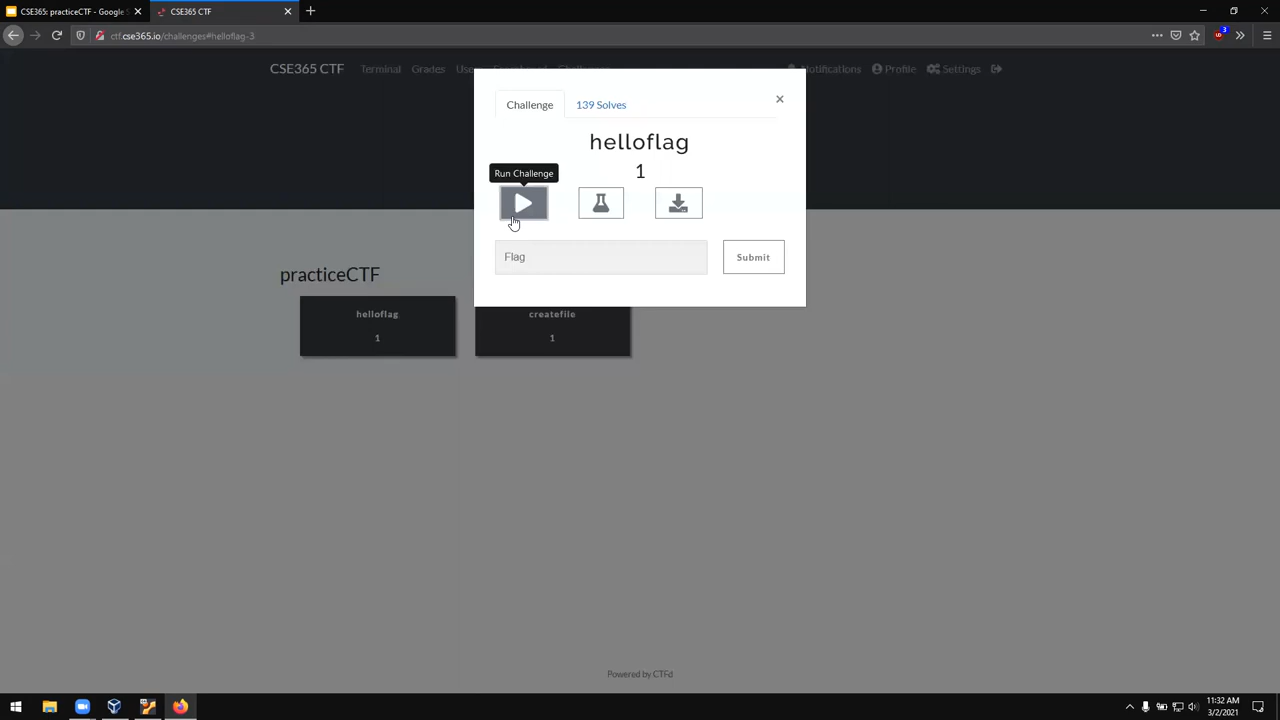 CSE365: practiceCTF - Google S
CSE365 CTF
ctf.cse365.io/challenges#helloflag-3
CSE365 CTF
Terminal
Grades
Challenge
139 Solves
×
Notifications
Profile
Settings
helloflag
1
Run Challenge
Flag
Submit
practiceCTF
helloflag
1
createfile
1
Powered by CTFd
11:32 AM
3/2/2021
3